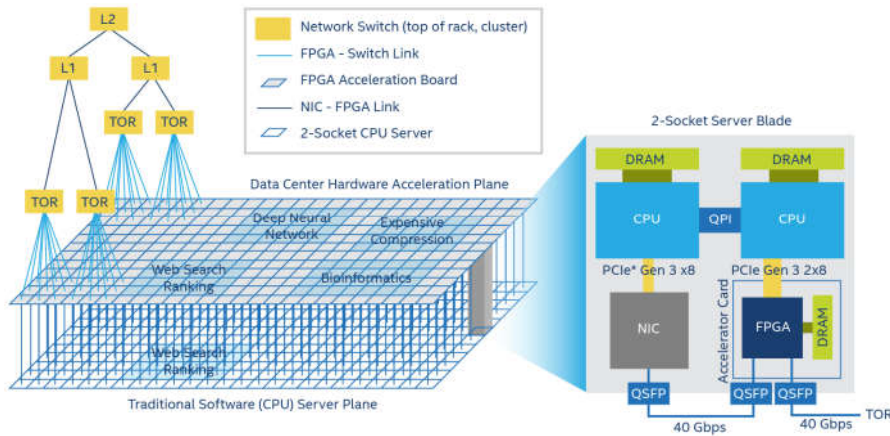 L2
L1
L1
TOR
TOR
TOR
TOR
Network Switch (top of rack, cluster)
FPGA - Switch Link
FPGA Acceleration Board
NIC - FPGA Link
2-Socket CPU Server
Data Center Hardware Acceleration Plane
Deep Neural
Network
Expensive
Compression
Web Search
Ranking
Bioinformatics
Web Search
Ranking
Traditional Software (CPU) Server Plane
2-Socket Server Blade
DRAM
DRAM
CPU
QPI
CPU
PCIe* Gen 3 x8
PCIe Gen 3 2x8
Accelerator Card
NIC
FPGA
DRAM
QSFP
QSFP
QSFP
40 Gbps
40 Gbps
TOR